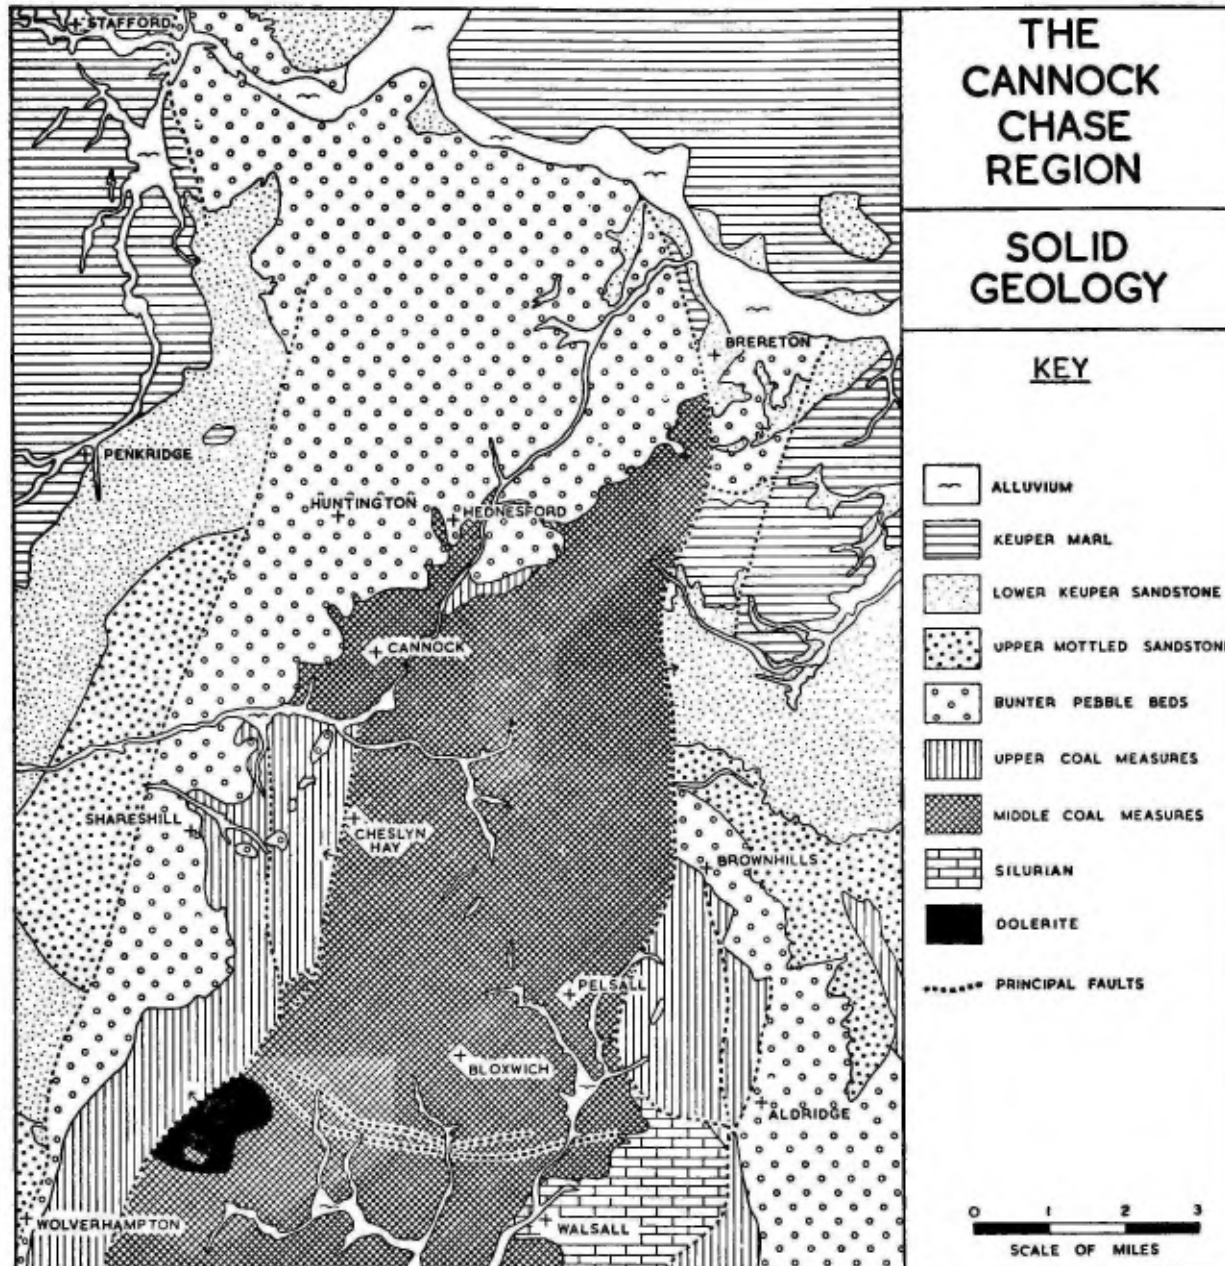 THE
CANNOCK
CHASE
REGION
SOLID
GEOLOGY
KEY
ALLUVIUM
KEUPER MARL
LOWER KEUPER SANDSTONE
UPPER MOTTLED SANDSTONE
BUNTER PEBBLE BEDS
UPPER COAL MEASURES
MIDDLE COAL MEASURES
SILURIAN
DOLERITE
PRINCIPAL FAULTS
0 1 2 3
SCALE OF MILES
STAFFORD
BRERETON
PENKRIDGE
HUNTINGTON
HEDNESFORD
CANNOCK
SHARESHILL
CHESLYN
HAY
BROWNHILLS
PELSALL
BLOXWICH
ALDRIDGE
WOLVERHAMPTON
WALSALL